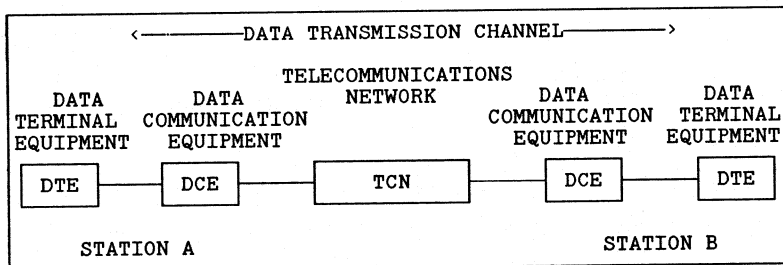 <------DATA TRANSMISSION CHANNEL------>
TELECOMMUNICATIONS
NETWORK
DATA
TERMINAL
EQUIPMENT
DATA
COMMUNICATION
EQUIPMENT
DATA
COMMUNICATION
EQUIPMENT
DATA
TERMINAL
EQUIPMENT
DTE DCE TCN DCE DTE
STATION A STATION B